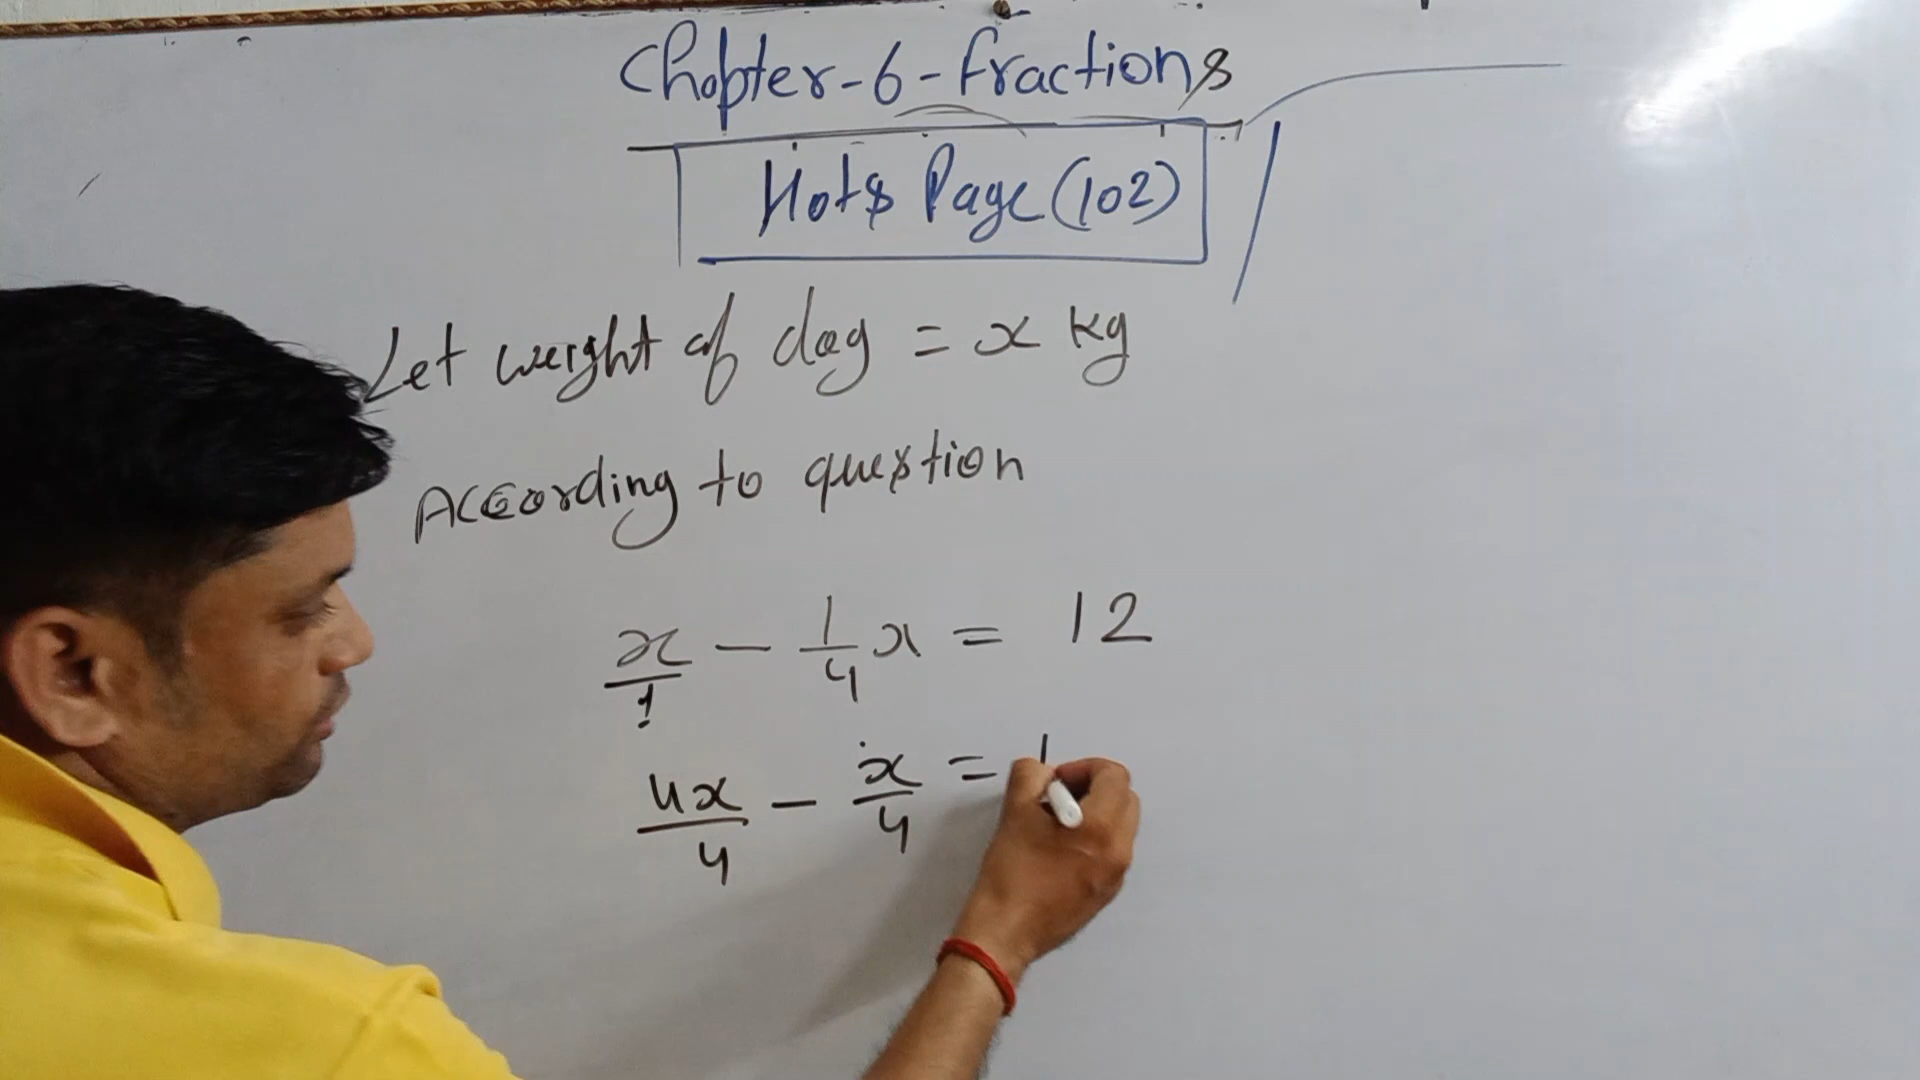 Chapter-6-fractions
Hots Page (102)
Let weight of dog = x kg
According to question
x/1 - 1/4 x = 12
4x/4 - x/4 = 1